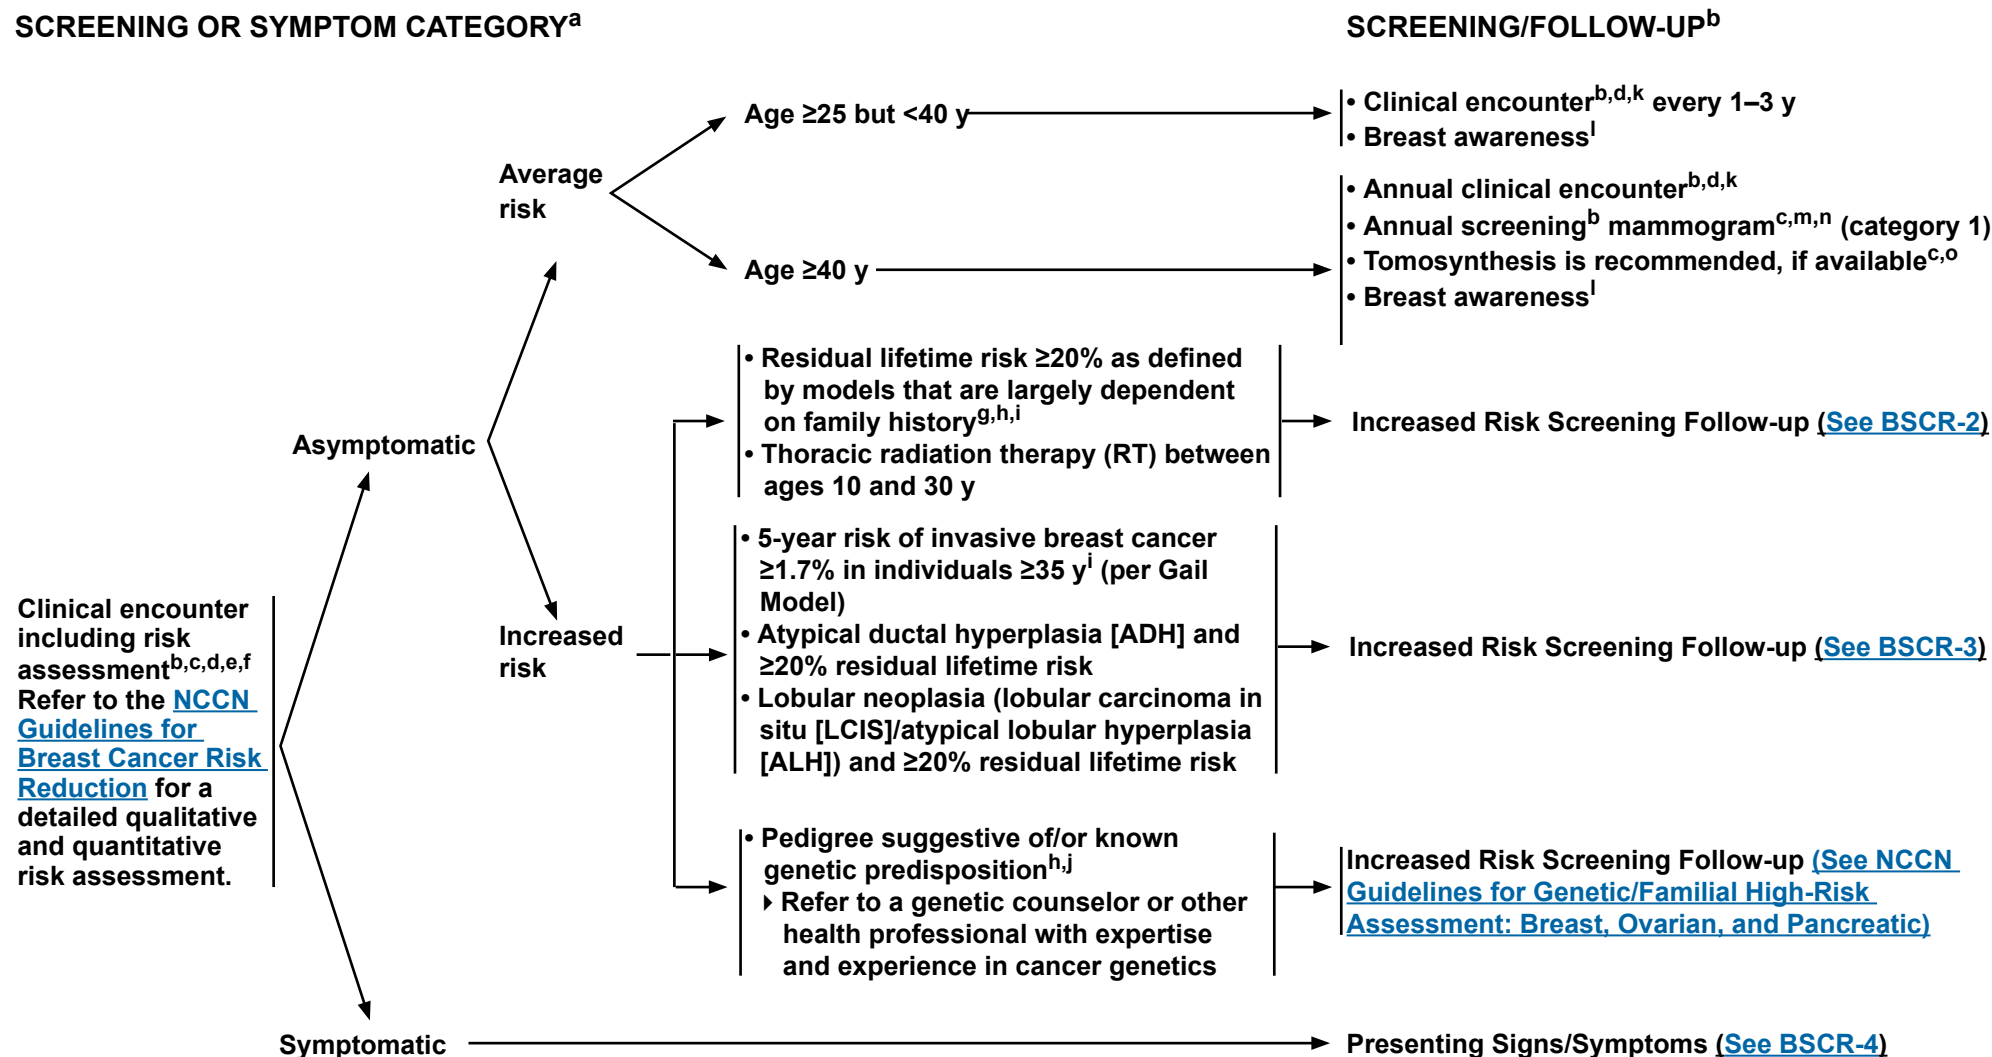 SCREENING OR SYMPTOM CATEGORYa
SCREENING/FOLLOW-UPb
Clinical encounter
including risk
assessmentb,c,d,e,f
Refer to the NCCN
Guidelines for
Breast Cancer Risk
Reduction for a
detailed qualitative
and quantitative
risk assessment.
Asymptomatic
Average
risk
Age ≥25 but <40 y
• Clinical encounterb,d,k every 1–3 y
• Breast awarenessl
Age ≥40 y
• Annual clinical encounterb,d,k
• Annual screeningb mammogramc,m,n (category 1)
• Tomosynthesis is recommended, if availablec,o
• Breast awarenessl
Increased
risk
• Residual lifetime risk ≥20% as defined
by models that are largely dependent
on family historyg,h,i
• Thoracic radiation therapy (RT) between
ages 10 and 30 y
Increased Risk Screening Follow-up (See BSCR-2)
• 5-year risk of invasive breast cancer
≥1.7% in individuals ≥35 yi (per Gail
Model)
• Atypical ductal hyperplasia [ADH] and
≥20% residual lifetime risk
• Lobular neoplasia (lobular carcinoma in
situ [LCIS]/atypical lobular hyperplasia
[ALH]) and ≥20% residual lifetime risk
Increased Risk Screening Follow-up (See BSCR-3)
• Pedigree suggestive of/or known
genetic predispositionh,j
Refer to a genetic counselor or other
health professional with expertise
and experience in cancer genetics
Increased Risk Screening Follow-up (See NCCN
Guidelines for Genetic/Familial High-Risk
Assessment: Breast, Ovarian, and Pancreatic)
Symptomatic
Presenting Signs/Symptoms (See BSCR-4)